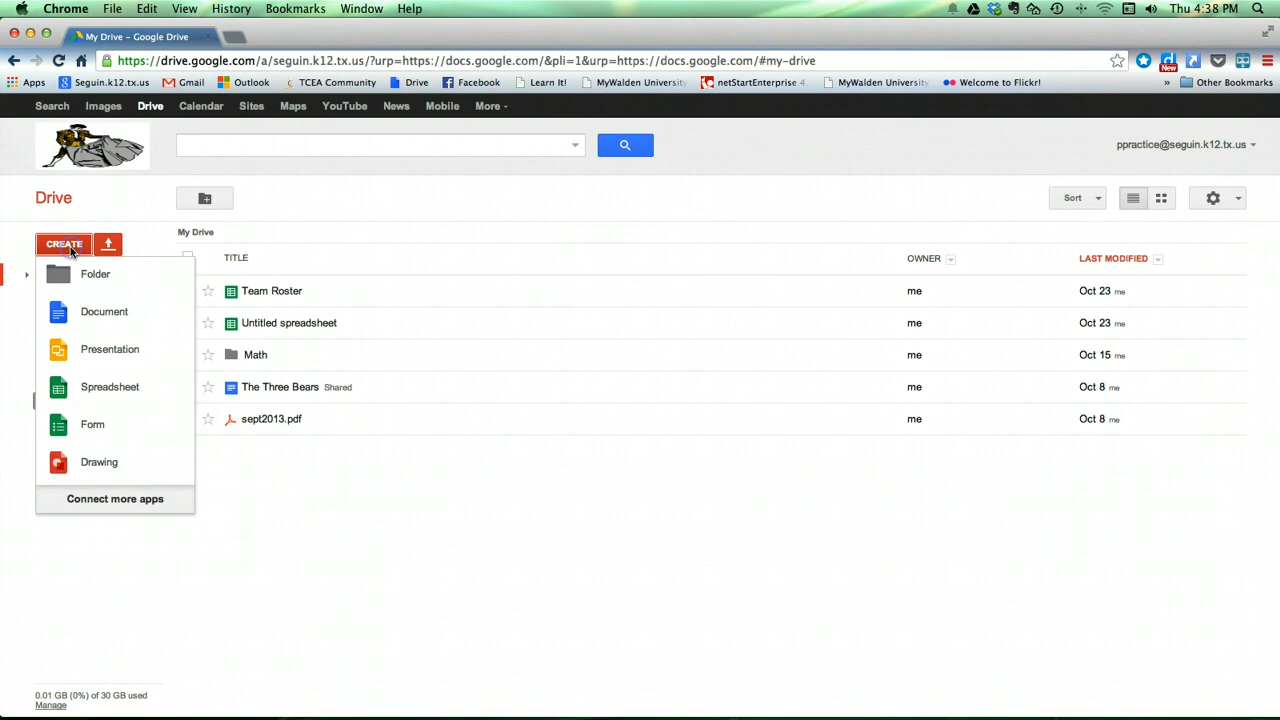 Chrome File Edit View History Bookmarks Window Help Thu 4:38 PM
My Drive – Google Drive
https://drive.google.com/a/seguin.k12.tx.us/?urp=https://docs.google.com/&pli=1&urp=https://docs.google.com/#my-drive
Apps Seguin.k12.tx.us Gmail Outlook TCEA Community Drive Facebook Learn It! MyWalden University netStartEnterprise 4 MyWalden University Welcome to Flickr! » Other Bookmarks
New
Search Images Drive Calendar Sites Maps YouTube News Mobile More
ppractice@seguin.k12.tx.us
Drive Sort
My Drive
CREATE
TITLE OWNER LAST MODIFIED
Folder
Team Roster me Oct 23 me
Document
Untitled spreadsheet me Oct 23 me
Presentation
Math me Oct 15 me
Spreadsheet
The Three Bears Shared me Oct 8 me
Form
sept2013.pdf me Oct 8 me
Drawing
Connect more apps
0.01 GB (0%) of 30 GB used
Manage